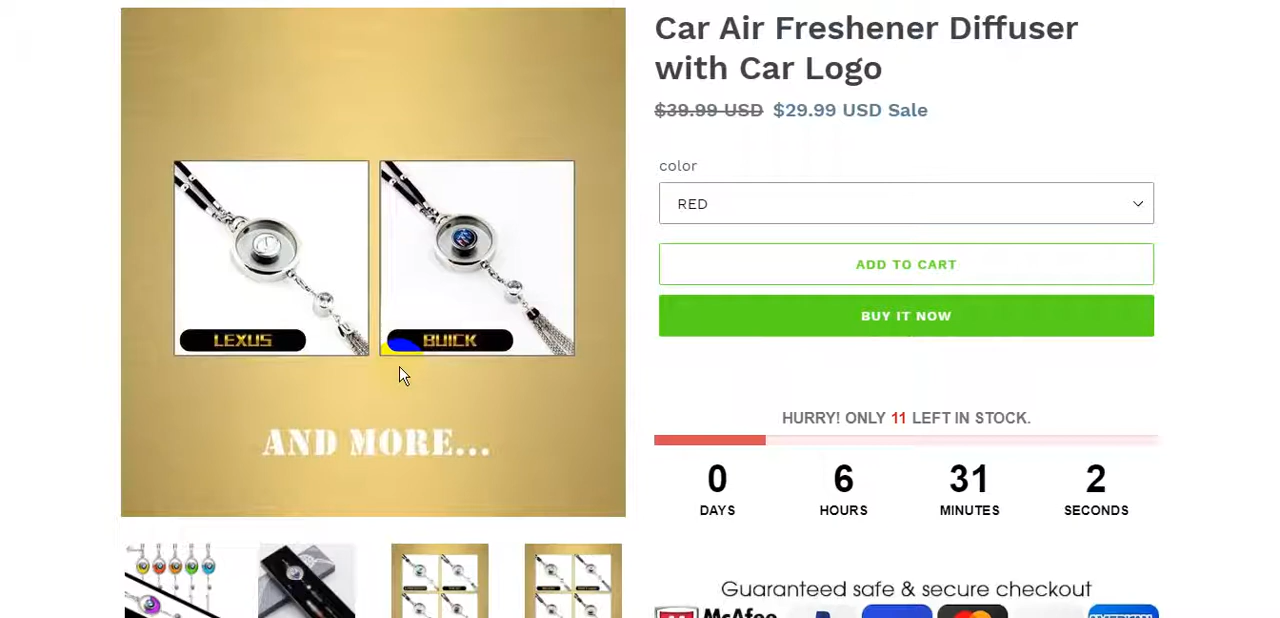 Car Air Freshener Diffuser
with Car Logo
$39.99 USD $29.99 USD Sale
color
RED
ADD TO CART
BUY IT NOW
LEXUS
BUICK
AND MORE...
HURRY! ONLY 11 LEFT IN STOCK.
0 6 31 2
DAYS HOURS MINUTES SECONDS
Guaranteed safe & secure checkout
McAfee